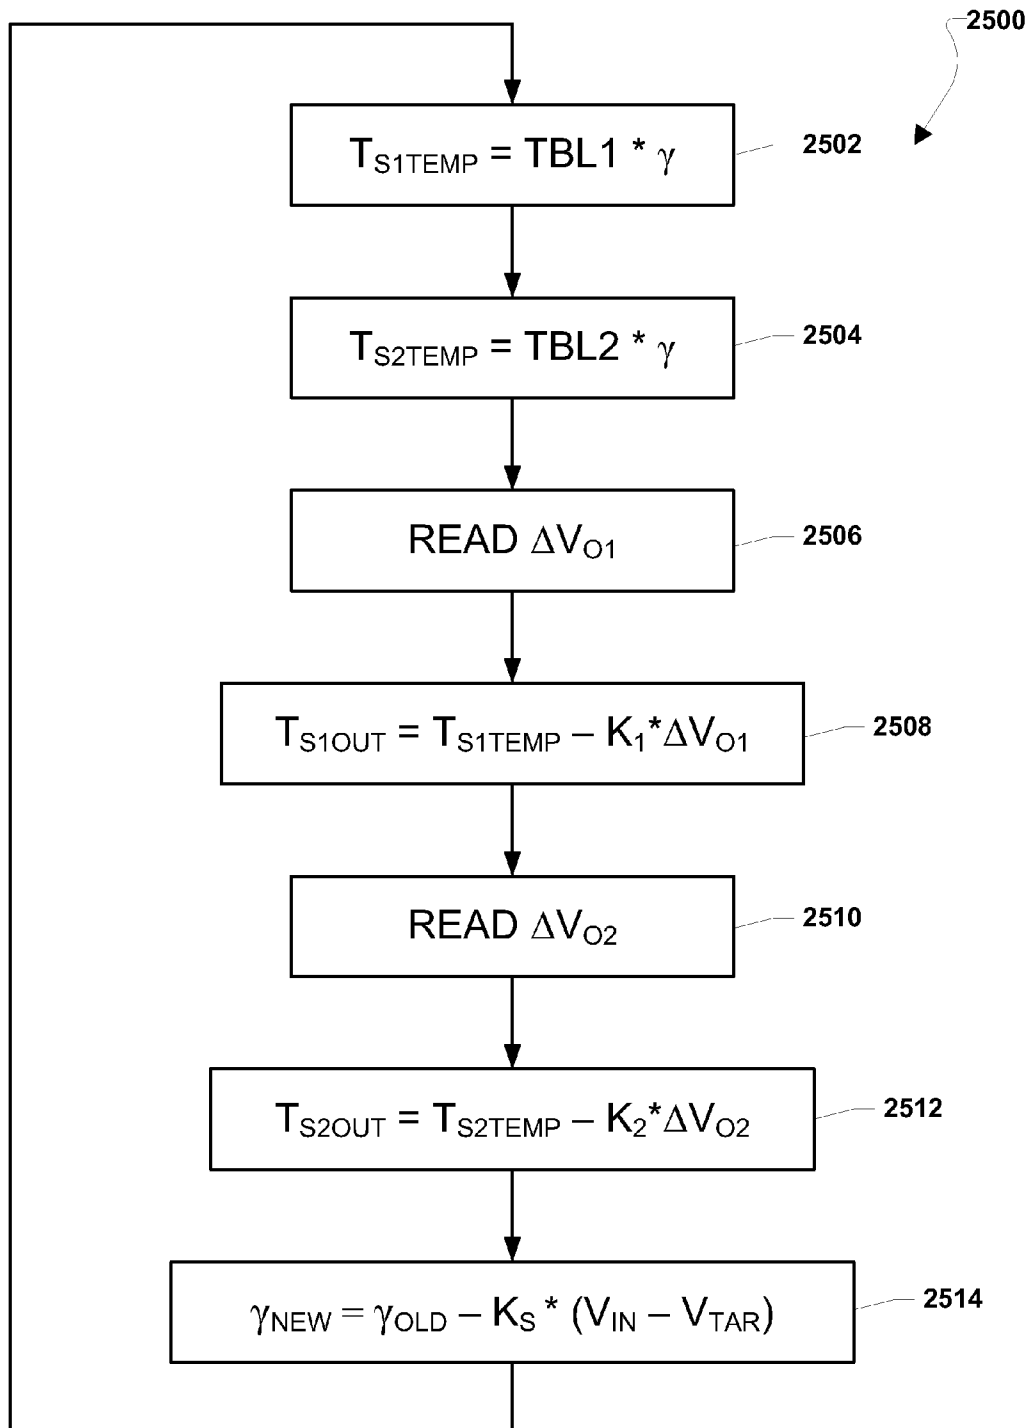 2500
T_S1TEMP = TBL1 * γ
2502
T_S2TEMP = TBL2 * γ
2504
READ ΔV_O1
2506
T_S1OUT = T_S1TEMP – K_1*ΔV_O1
2508
READ ΔV_O2
2510
T_S2OUT = T_S2TEMP – K_2*ΔV_O2
2512
γ_NEW = γ_OLD – K_S * (V_IN – V_TAR)
2514